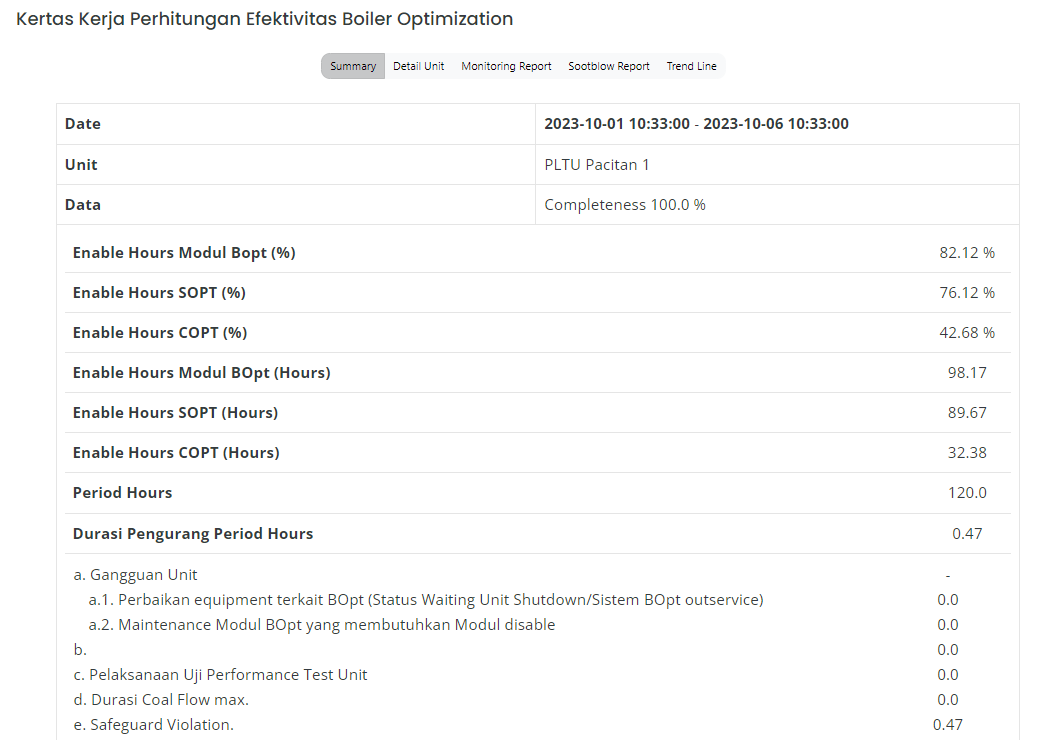 Kertas Kerja Perhitungan Efektivitas Boiler Optimization
Summary Detail Unit Monitoring Report Sootblow Report Trend Line
Date 2023-10-01 10:33:00 - 2023-10-06 10:33:00
Unit PLTU Pacitan 1
Data Completeness 100.0 %
Enable Hours Modul Bopt (%) 82.12 %
Enable Hours SOPT (%) 76.12 %
Enable Hours COPT (%) 42.68 %
Enable Hours Modul BOpt (Hours) 98.17
Enable Hours SOPT (Hours) 89.67
Enable Hours COPT (Hours) 32.38
Period Hours 120.0
Durasi Pengurang Period Hours 0.47
a. Gangguan Unit -
a.1. Perbaikan equipment terkait BOpt (Status Waiting Unit Shutdown/Sistem BOpt outservice) 0.0
a.2. Maintenance Modul BOpt yang membutuhkan Modul disable 0.0
b. 0.0
c. Pelaksanaan Uji Performance Test Unit 0.0
d. Durasi Coal Flow max. 0.0
e. Safeguard Violation. 0.47